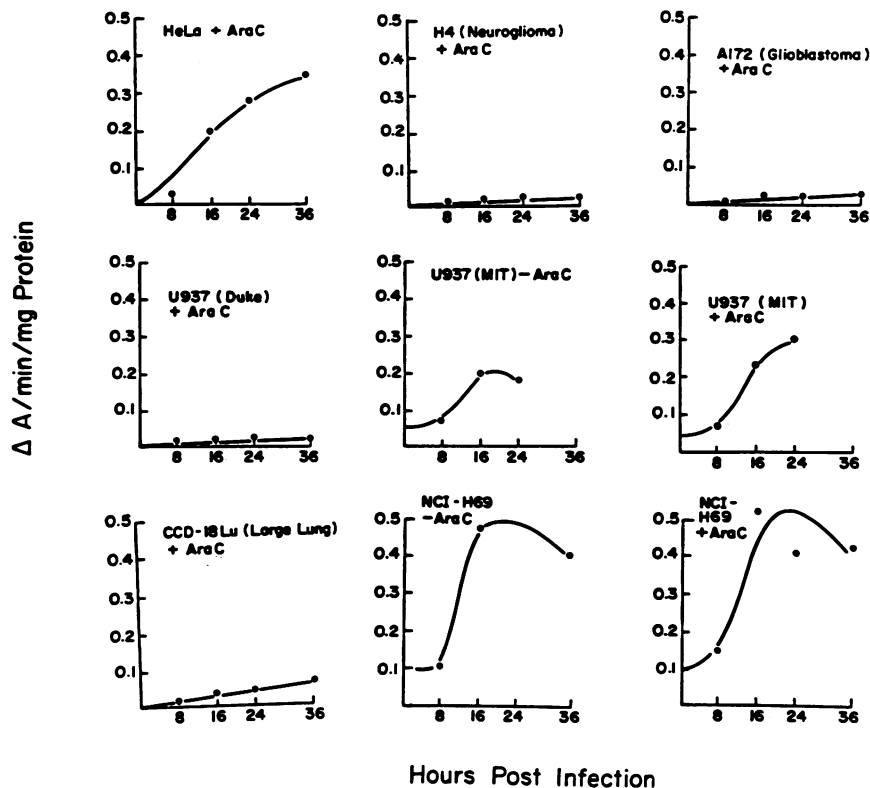 HeLa + AraC
0.5
0.4
0.3
0.2
0.1
8 16 24 36
H4 (Neuroglioma)
+ AraC
0.5
0.4
0.3
0.2
0.1
8 16 24 36
A172 (Glioblastoma)
+AraC
0.5
0.4
0.3
0.2
0.1
8 16 24 36
Δ A/min/mg Protein
U937 (Duke)
+ AraC
0.5
0.4
0.3
0.2
0.1
8 16 24 36
U937 (MIT) - AraC
0.5
0.4
0.3
0.2
0.1
8 16 24 36
U937 (MIT)
+ AraC
0.5
0.4
0.3
0.2
0.1
8 16 24 36
CCD-18Lu (Large Lung)
+ AraC
0.5
0.4
0.3
0.2
0.1
8 16 24 36
NCI-H69
-AraC
0.5
0.4
0.3
0.2
0.1
8 16 24 36
NCI-
H69
+AraC
0.5
0.4
0.3
0.2
0.1
8 16 24 36
Hours Post Infection